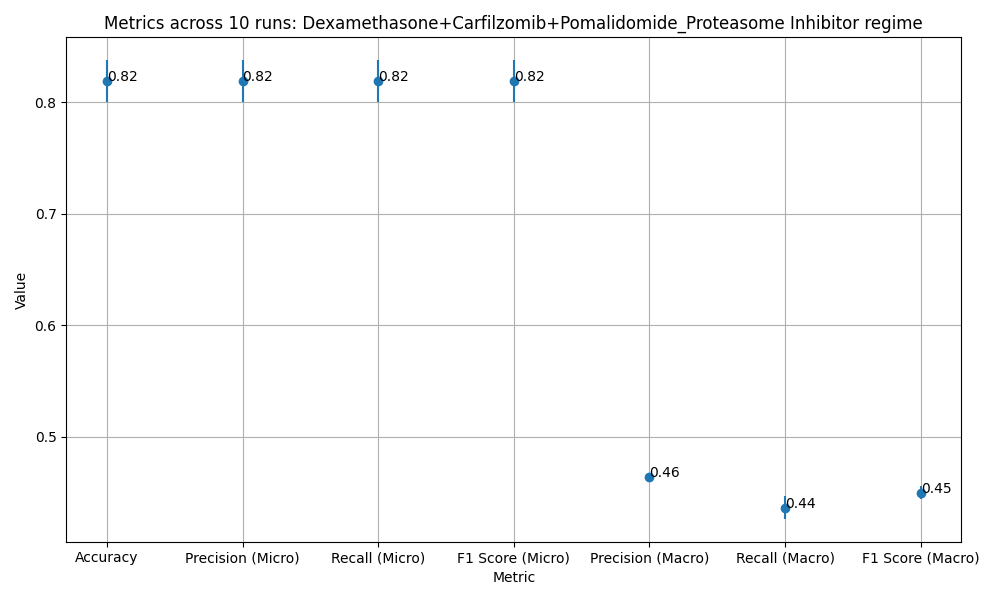 Metrics across 10 runs: Dexamethasone+Carfilzomib+Pomalidomide_Proteasome Inhibitor regime
0.82 0.82 0.82 0.82
0.8
0.7
0.6
0.5
Value
0.46
0.44
0.45
Accuracy Precision (Micro) Recall (Micro) F1 Score (Micro) Precision (Macro) Recall (Macro) F1 Score (Macro)
Metric